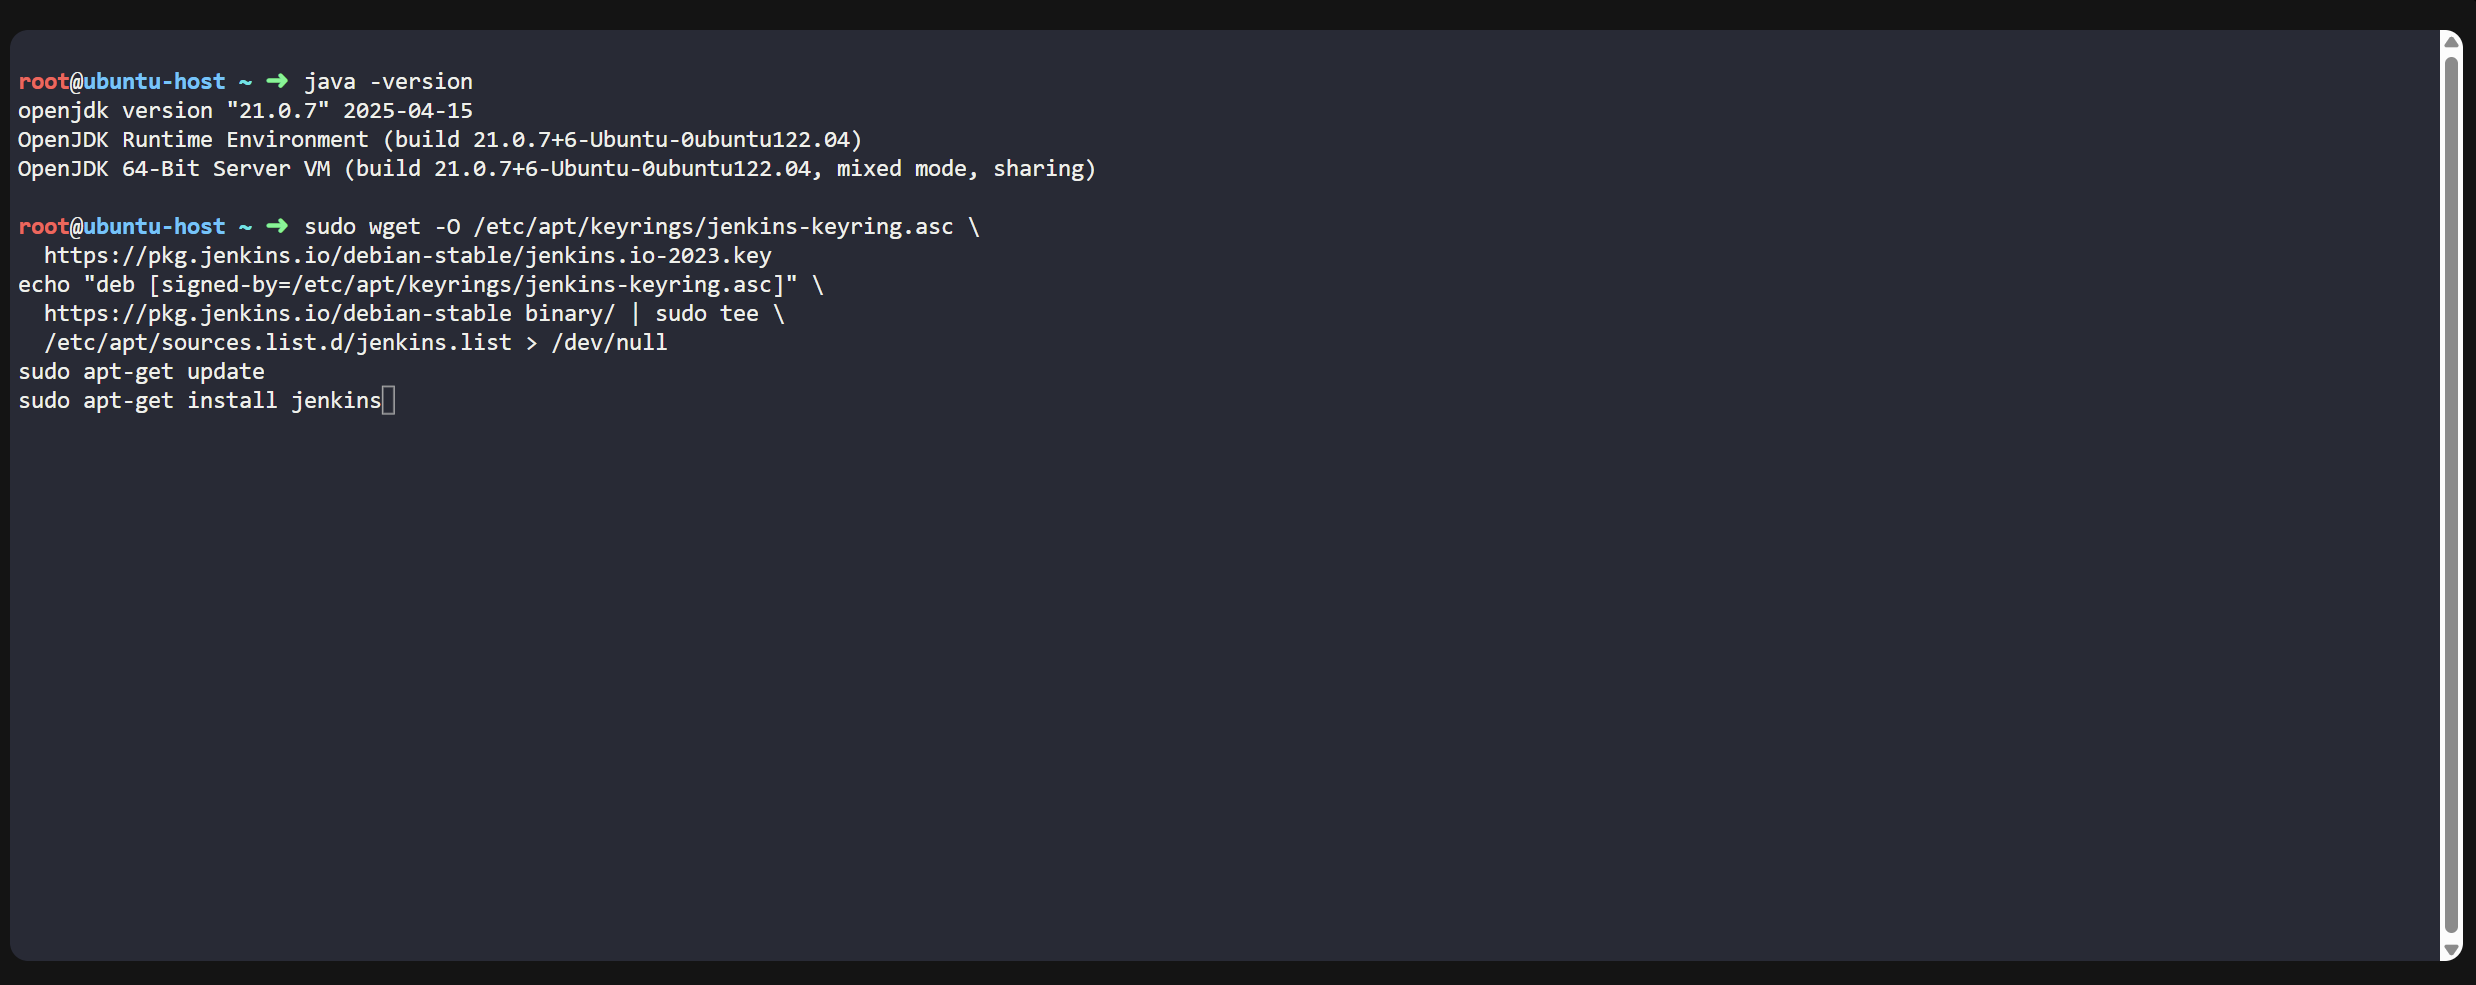 root@ubuntu-host ~ ➜ java -version
openjdk version "21.0.7" 2025-04-15
OpenJDK Runtime Environment (build 21.0.7+6-Ubuntu-0ubuntu122.04)
OpenJDK 64-Bit Server VM (build 21.0.7+6-Ubuntu-0ubuntu122.04, mixed mode, sharing)
root@ubuntu-host ~ ➜ sudo wget -O /etc/apt/keyrings/jenkins-keyring.asc \
  https://pkg.jenkins.io/debian-stable/jenkins.io-2023.key
echo "deb [signed-by=/etc/apt/keyrings/jenkins-keyring.asc]" \
  https://pkg.jenkins.io/debian-stable binary/ | sudo tee \
  /etc/apt/sources.list.d/jenkins.list > /dev/null
sudo apt-get update
sudo apt-get install jenkins